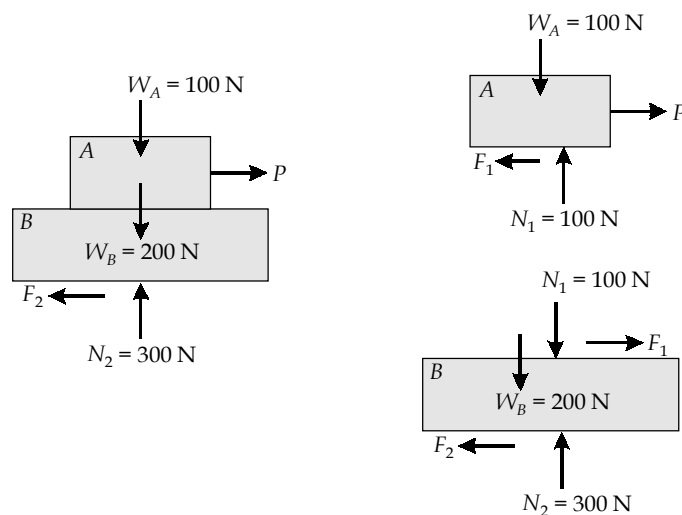 W_A = 100 N
A
P
B
W_B = 200 N
F_2
N_2 = 300 N
W_A = 100 N
A
P
F_1
N_1 = 100 N
N_1 = 100 N
F_1
B
W_B = 200 N
F_2
N_2 = 300 N